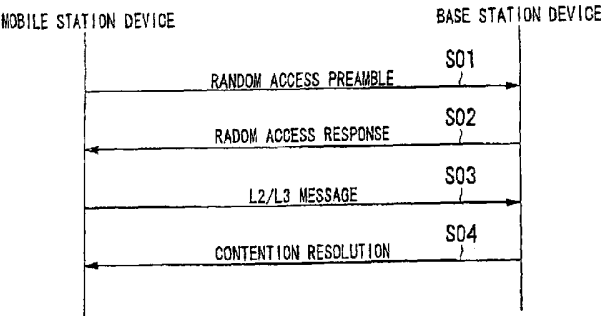 MOBILE STATION DEVICE
BASE STATION DEVICE
S01
RANDOM ACCESS PREAMBLE
S02
RADOM ACCESS RESPONSE
S03
L2/L3 MESSAGE
S04
CONTENTION RESOLUTION